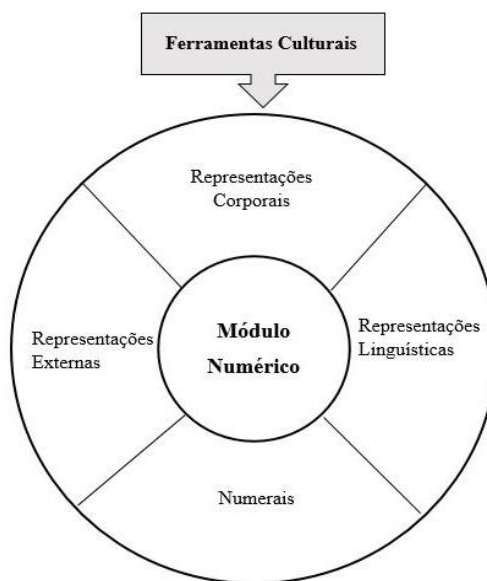 Ferramentas Culturais
Representações
Corporais
Representações
Externas
Módulo
Numérico
Representações
Linguísticas
Numerais